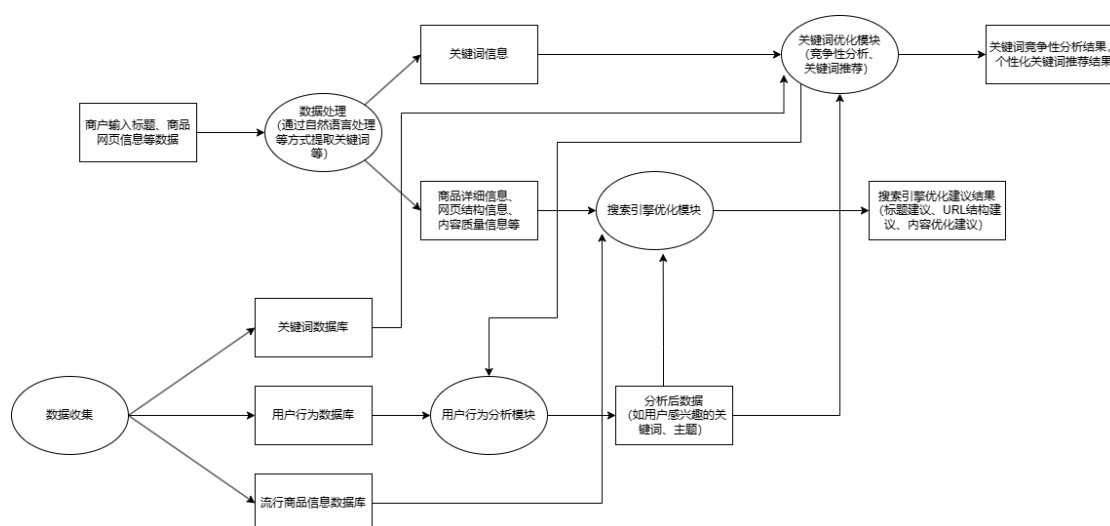 关键词信息
关键词优化模块
（竞争性分析、
关键词推荐）
关键词竞争性分析结果，
个性化关键词推荐结果
商户输入标题、商品
网页信息等数据
数据处理
（通过自然语言处理
等方式提取关键词
等）
商品详细信息、
网页结构信息、
内容质量信息等
搜索引擎优化模块
搜索引擎优化建议结果
（标题建议、URL结构建
议、内容优化建议）
关键词数据库
数据收集
用户行为数据库
用户行为分析模块
分析后数据
（如用户感兴趣的关
键词、主题）
流行商品信息数据库